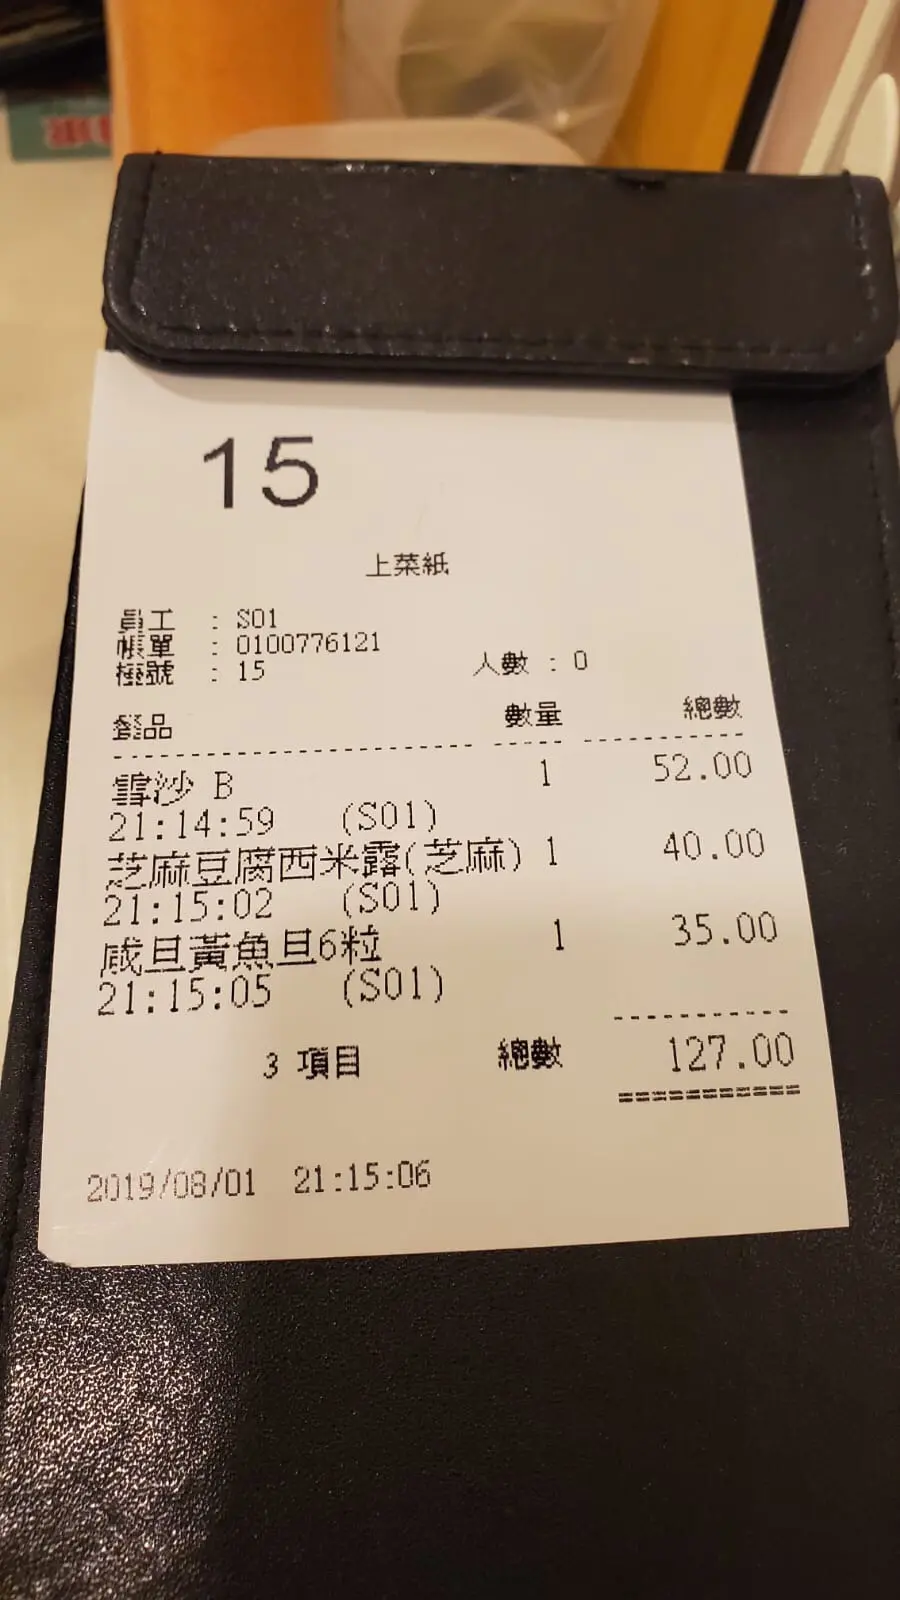 15
上菜紙
員工 : S01
帳單 : 0100776121
檯號 : 15 人數 : 0
餐品 數量 總數
雪沙 B 1 52.00
21:14:59 (S01)
芝麻豆腐西米露(芝麻) 1 40.00
21:15:02 (S01)
咸旦黃魚旦6粒 1 35.00
21:15:05 (S01)
3 項目 總數 127.00
2019/08/01 21:15:06